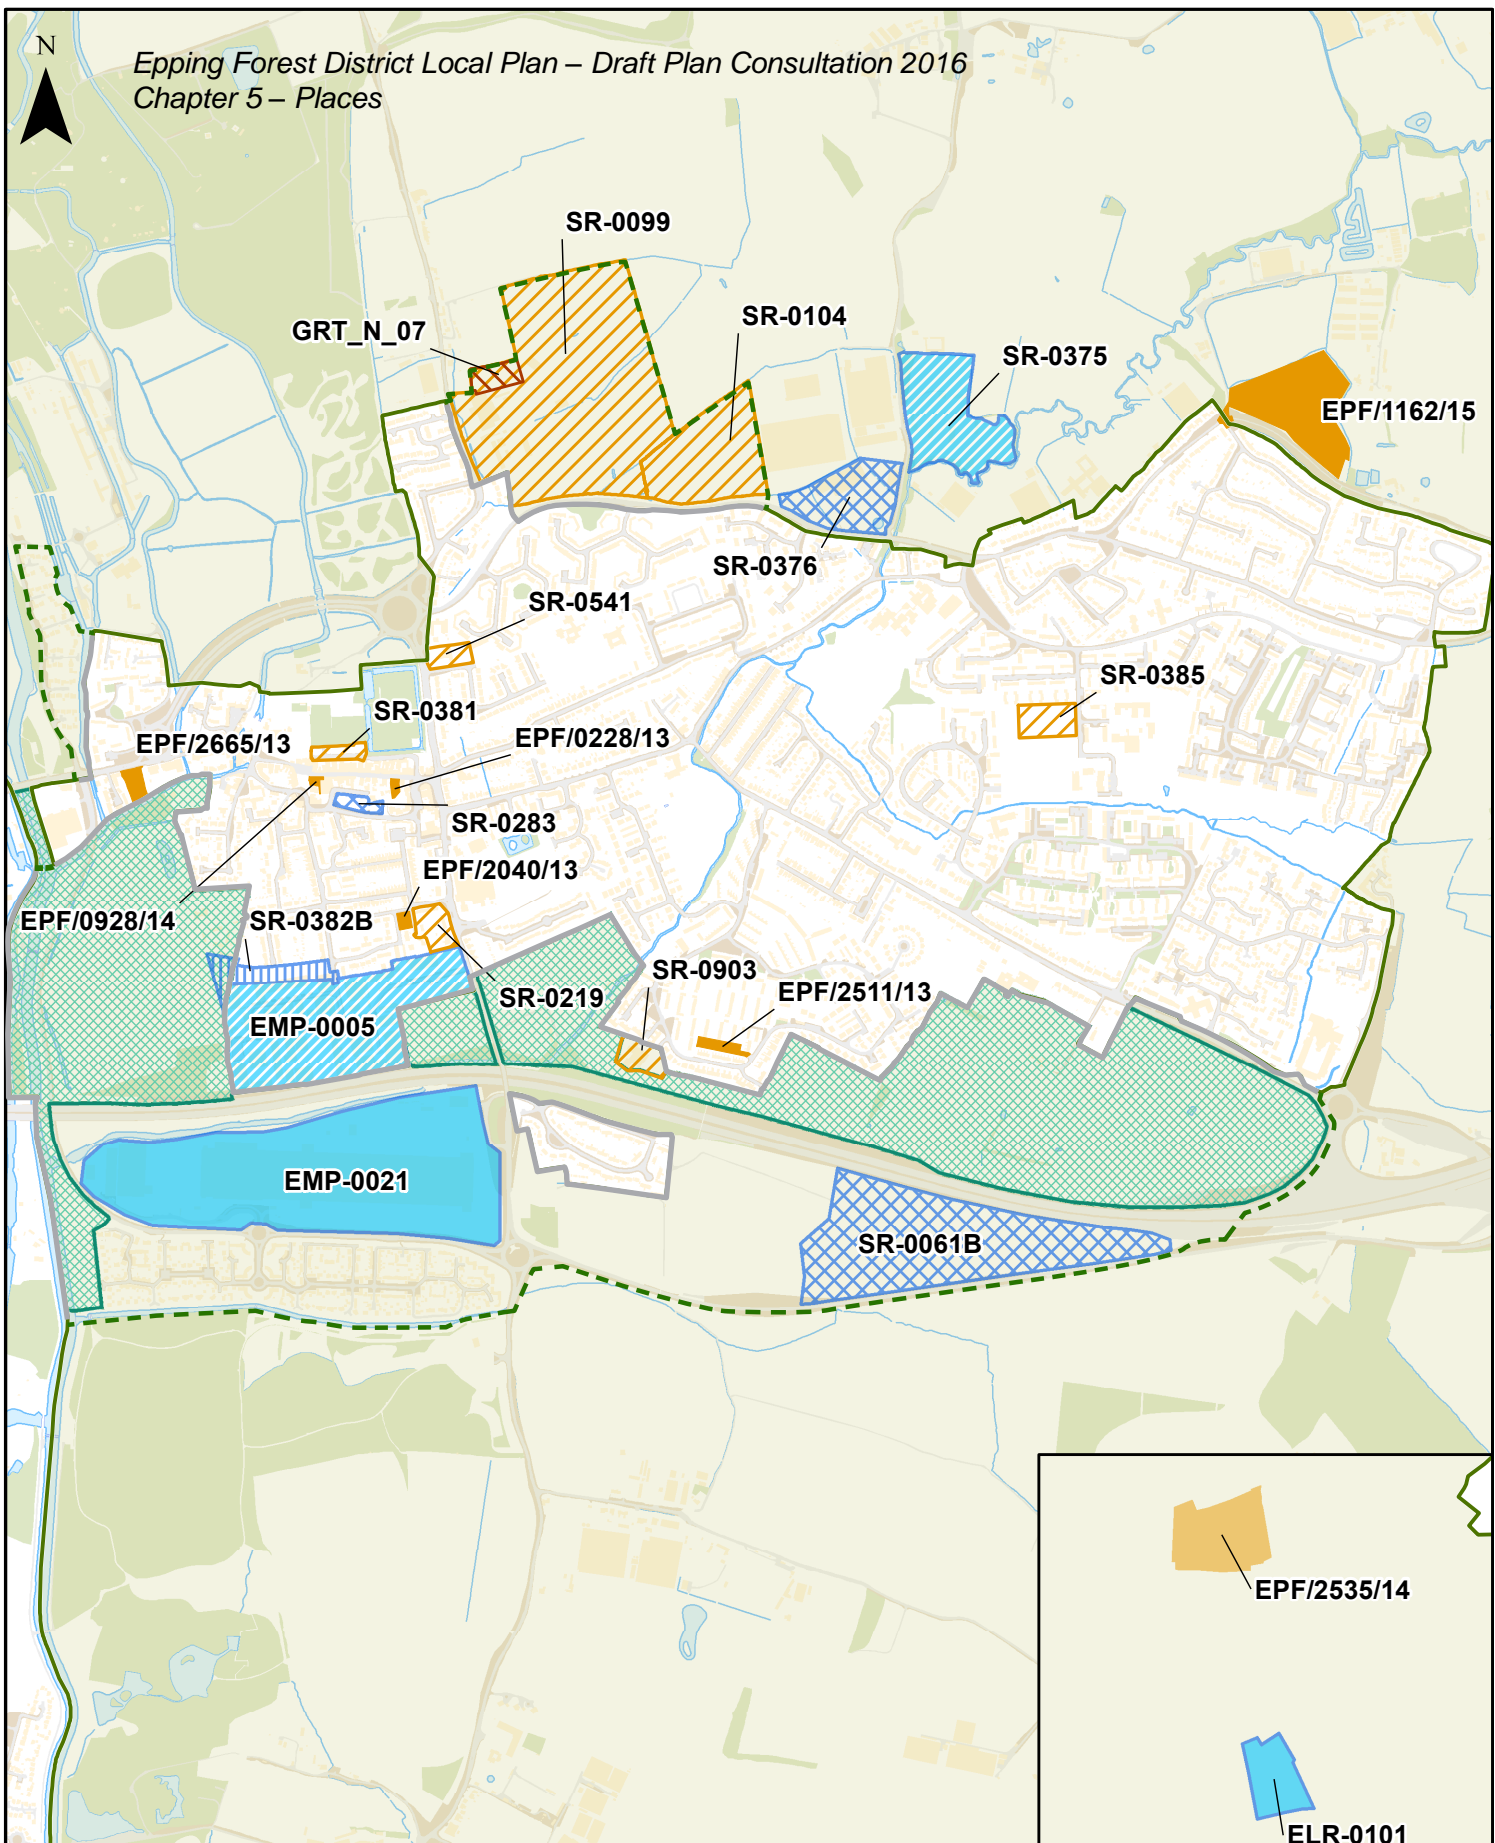 N
Epping Forest District Local Plan – Draft Plan Consultation 2016
Chapter 5 – Places
SR-0099
GRT_N_07
SR-0104
SR-0375
EPF/1162/15
SR-0376
SR-0541
SR-0385
SR-0381
EPF/2665/13
EPF/0228/13
SR-0283
EPF/2040/13
EPF/0928/14
SR-0382B
SR-0903
EPF/2511/13
SR-0219
EMP-0005
EMP-0021
SR-0061B
EPF/2535/14
ELR-0101